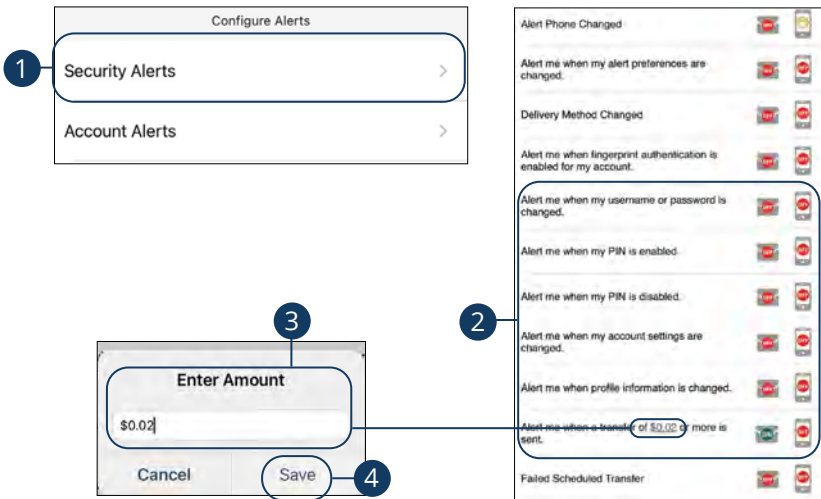 Configure Alerts
1
Security Alerts
Account Alerts
3
Enter Amount
$0.02
Cancel
Save
4
Alert Phone Changed
Alert me when my alert preferences are
changed.
Delivery Method Changed
Alert me when fingerprint authentication is
enabled for my account.
2
Alert me when my username or password is
changed.
Alert me when my PIN is enabled.
Alert me when my PIN is disabled.
Alert me when my account settings are
changed.
Alert me when profile information is changed.
Alert me when a transfer of $0.02 or more is
sent.
Failed Scheduled Transfer